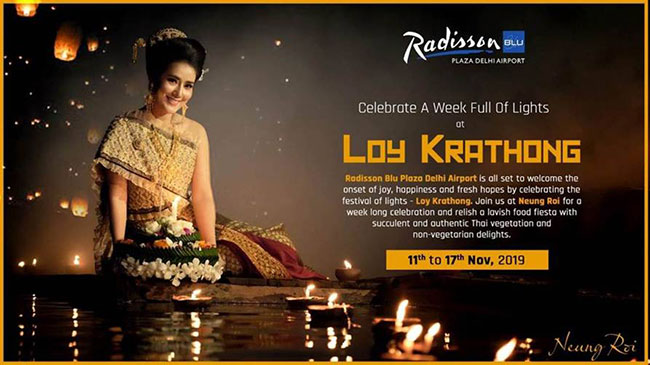 Radisson BLU
PLAZA DELHI AIRPORT
Celebrate A Week Full Of Lights
at
LOY KRATHONG
Radisson Blu Plaza Delhi Airport is all set to welcome the
onset of joy, happiness and fresh hopes by celebrating the
festival of lights - Loy Krathong. Join us at Neung Roi for a
week long celebration and relish a lavish food fiesta with
succulent and authentic Thai vegetation and
non-vegetarian delights.
11th to 17th Nov, 2019
Neung Roi